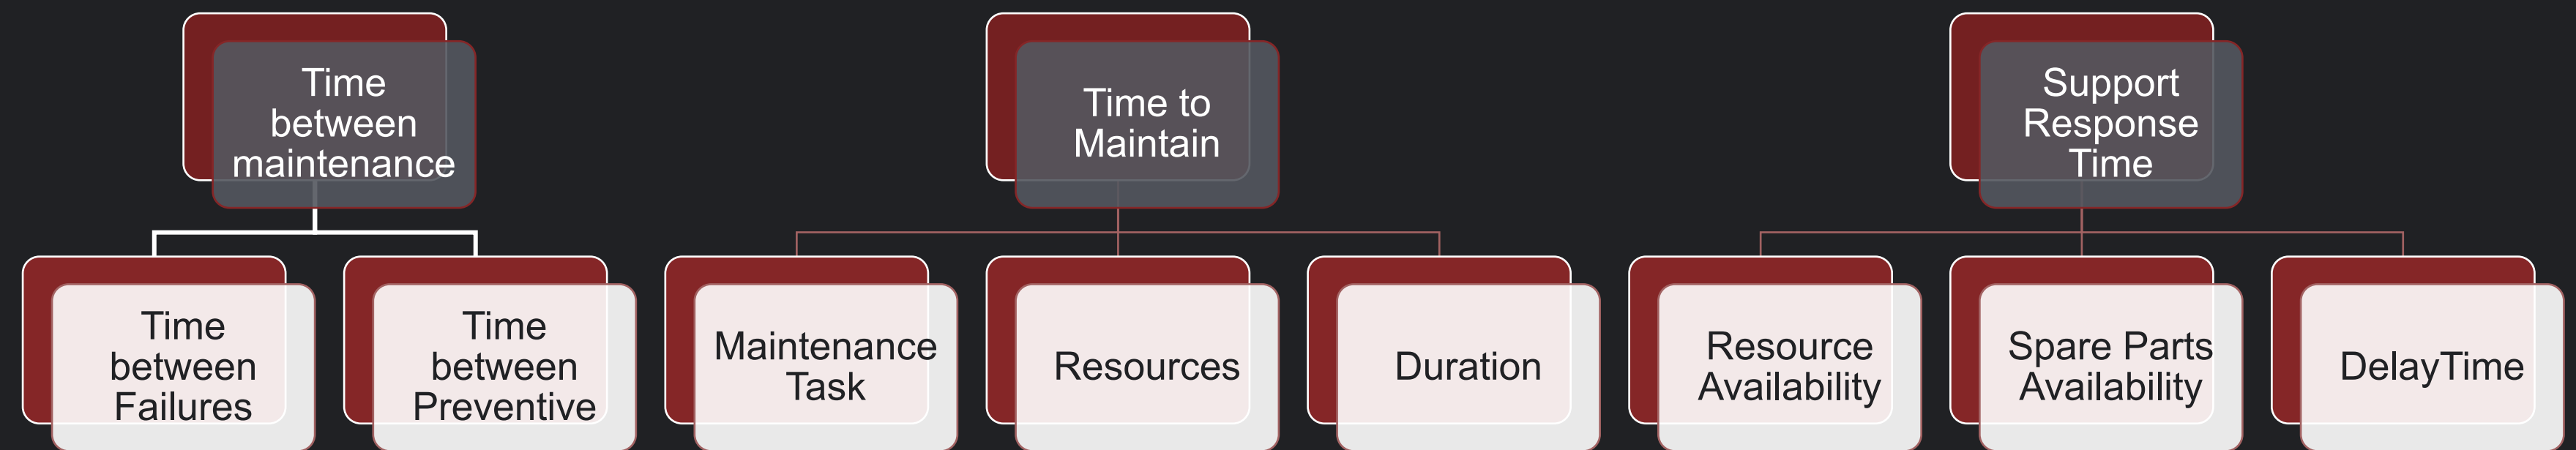 Time
between
maintenance
Time to
Maintain
Support
Response
Time
Time
between
Failures
Time
between
Preventive
Maintenance
Task
Resources
Duration
Resource
Availability
Spare Parts
Availability
DelayTime